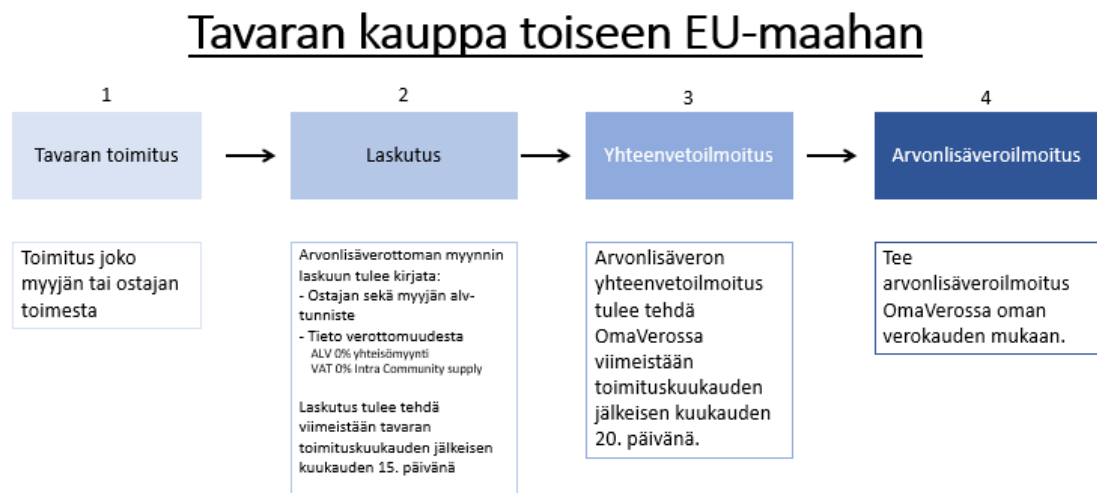 Tavaran kauppa toiseen EU-maahan
1
2
3
4
Tavaran toimitus
Laskutus
Yhteenvetoilmoitus
Arvonlisäveroilmoitus
Toimitus joko
myyjän tai ostajan
toimesta
Arvonlisäverottoman myynnin
laskuun tulee kirjata:
- Ostajan sekä myyjän alv-
tunniste
- Tieto verottomuudesta
ALV 0% yhteisömyynti
VAT 0% Intra Community supply
Laskutus tulee tehdä
viimeistään tavaran
toimituskuukauden jälkeisen
kuukauden 15. päivänä
Arvonlisäveron
yhteenvetoilmoitus
tulee tehdä
OmaVerossa
viimeistään
toimituskuukauden
jälkeisen kuukauden
20. päivänä.
Tee
arvonlisäveroilmoitus
OmaVerossa oman
verokauden mukaan.